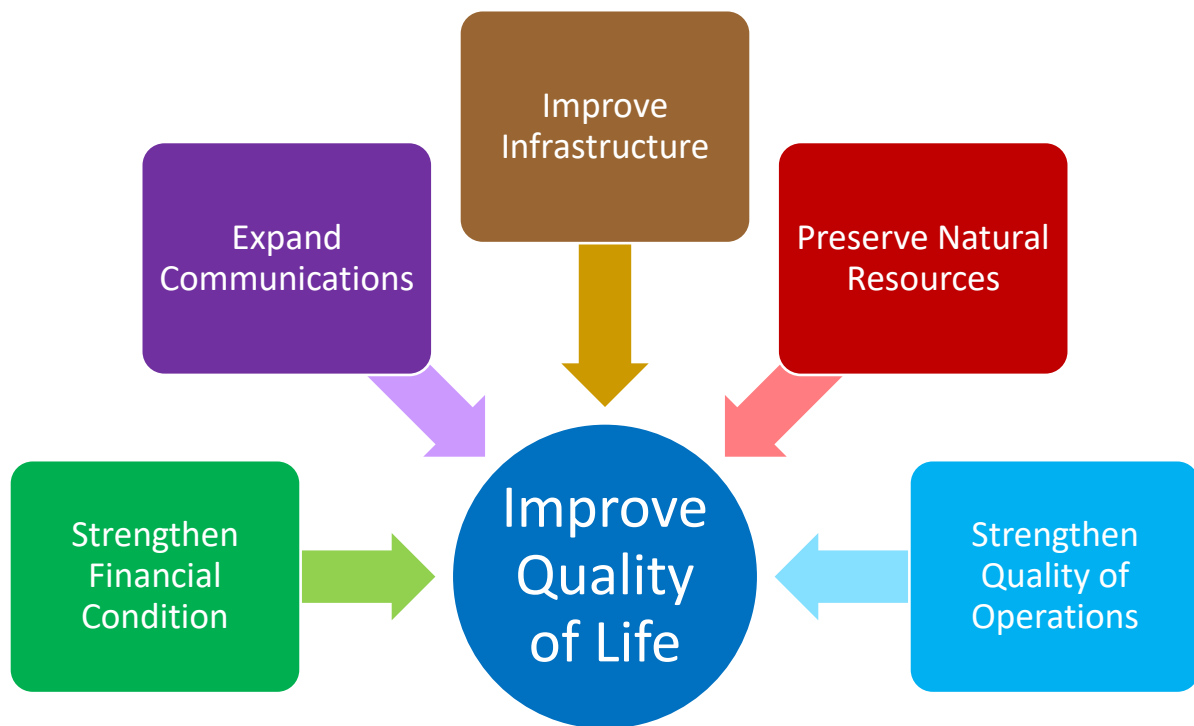 Improve
Infrastructure
Expand
Communications
Preserve Natural
Resources
Strengthen
Financial
Condition
Improve
Quality
of Life
Strengthen
Quality of
Operations